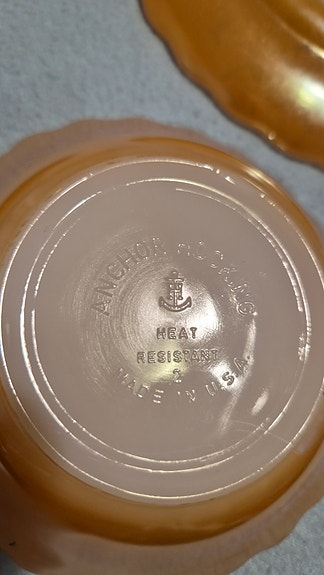 ANCHOR HOCKING
HEAT
RESISTANT
2
MADE IN U.S.A.